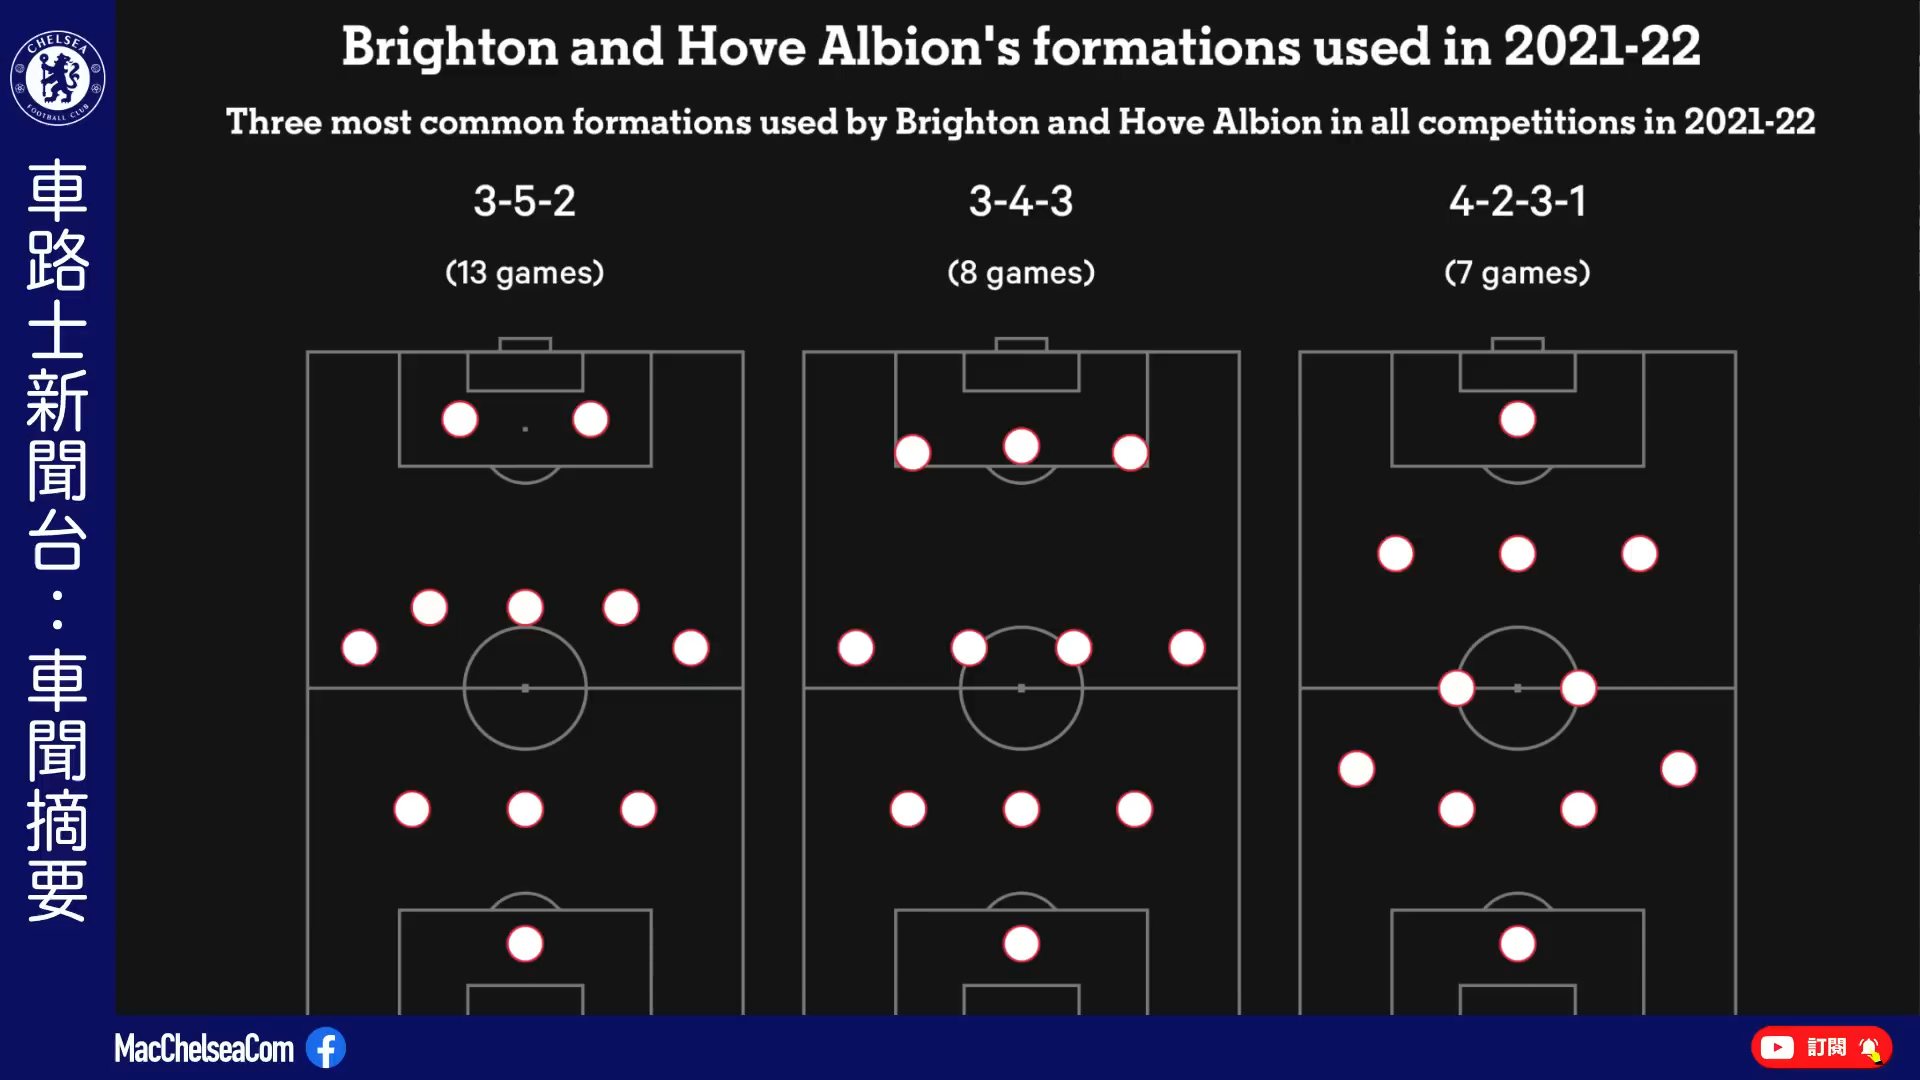 CHELSEA
FOOTBALL CLUB
車路士新聞台：車聞摘要
Brighton and Hove Albion's formations used in 2021-22
Three most common formations used by Brighton and Hove Albion in all competitions in 2021-22
3-5-2
(13 games)
3-4-3
(8 games)
4-2-3-1
(7 games)
MacChelseaCom
訂閱